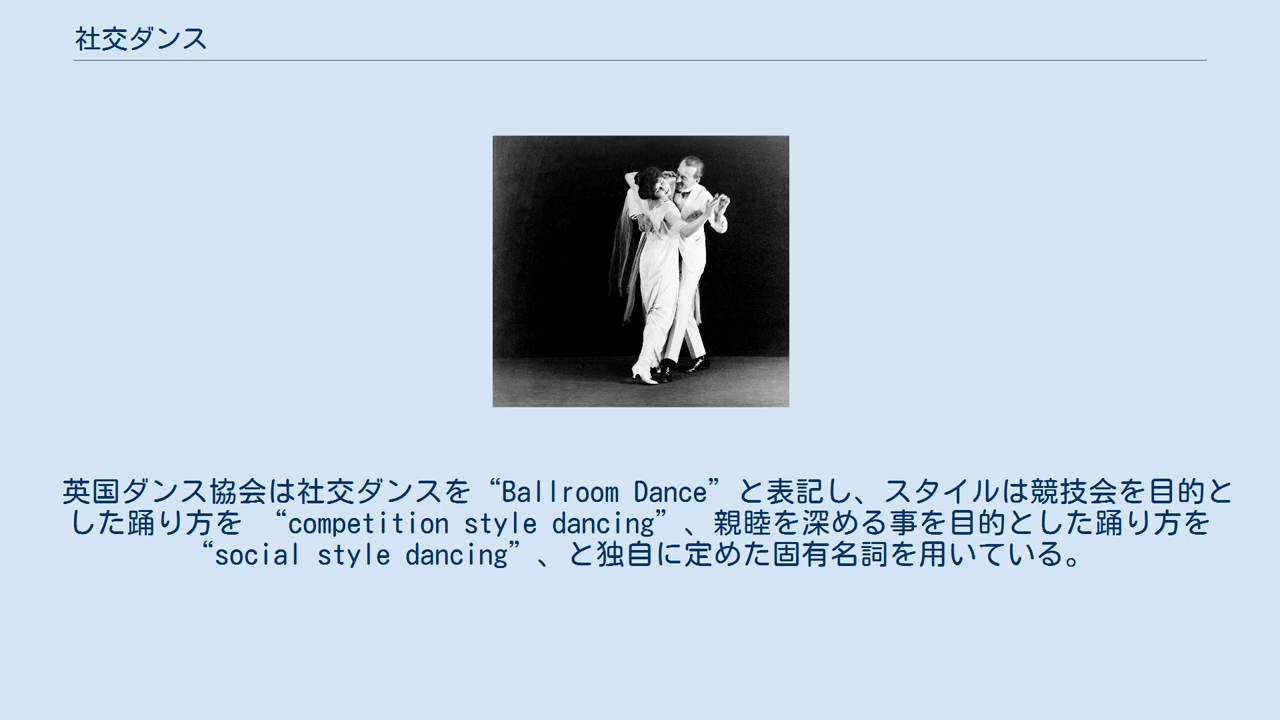 社交ダンス
英国ダンス協会は社交ダンスを“Ballroom Dance”と表記し、スタイルは競技会を目的と
した踊り方を　“competition style dancing”、親睦を深める事を目的とした踊り方を
“social style dancing”、と独自に定めた固有名詞を用いている。